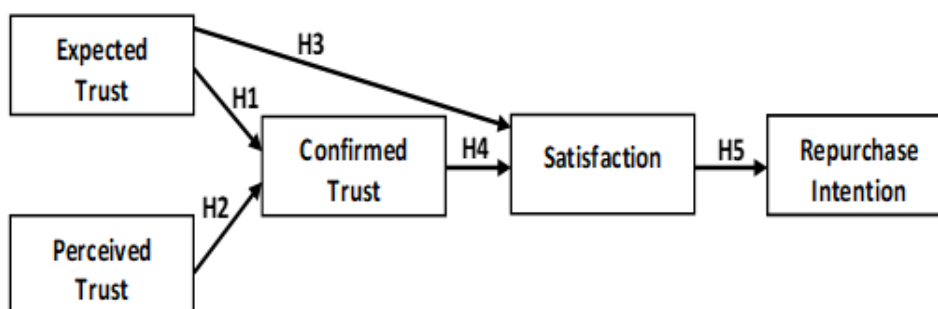 Expected
Trust
H3
H1
Confirmed
Trust
H4
Satisfaction
H5
Repurchase
Intention
H2
Perceived
Trust